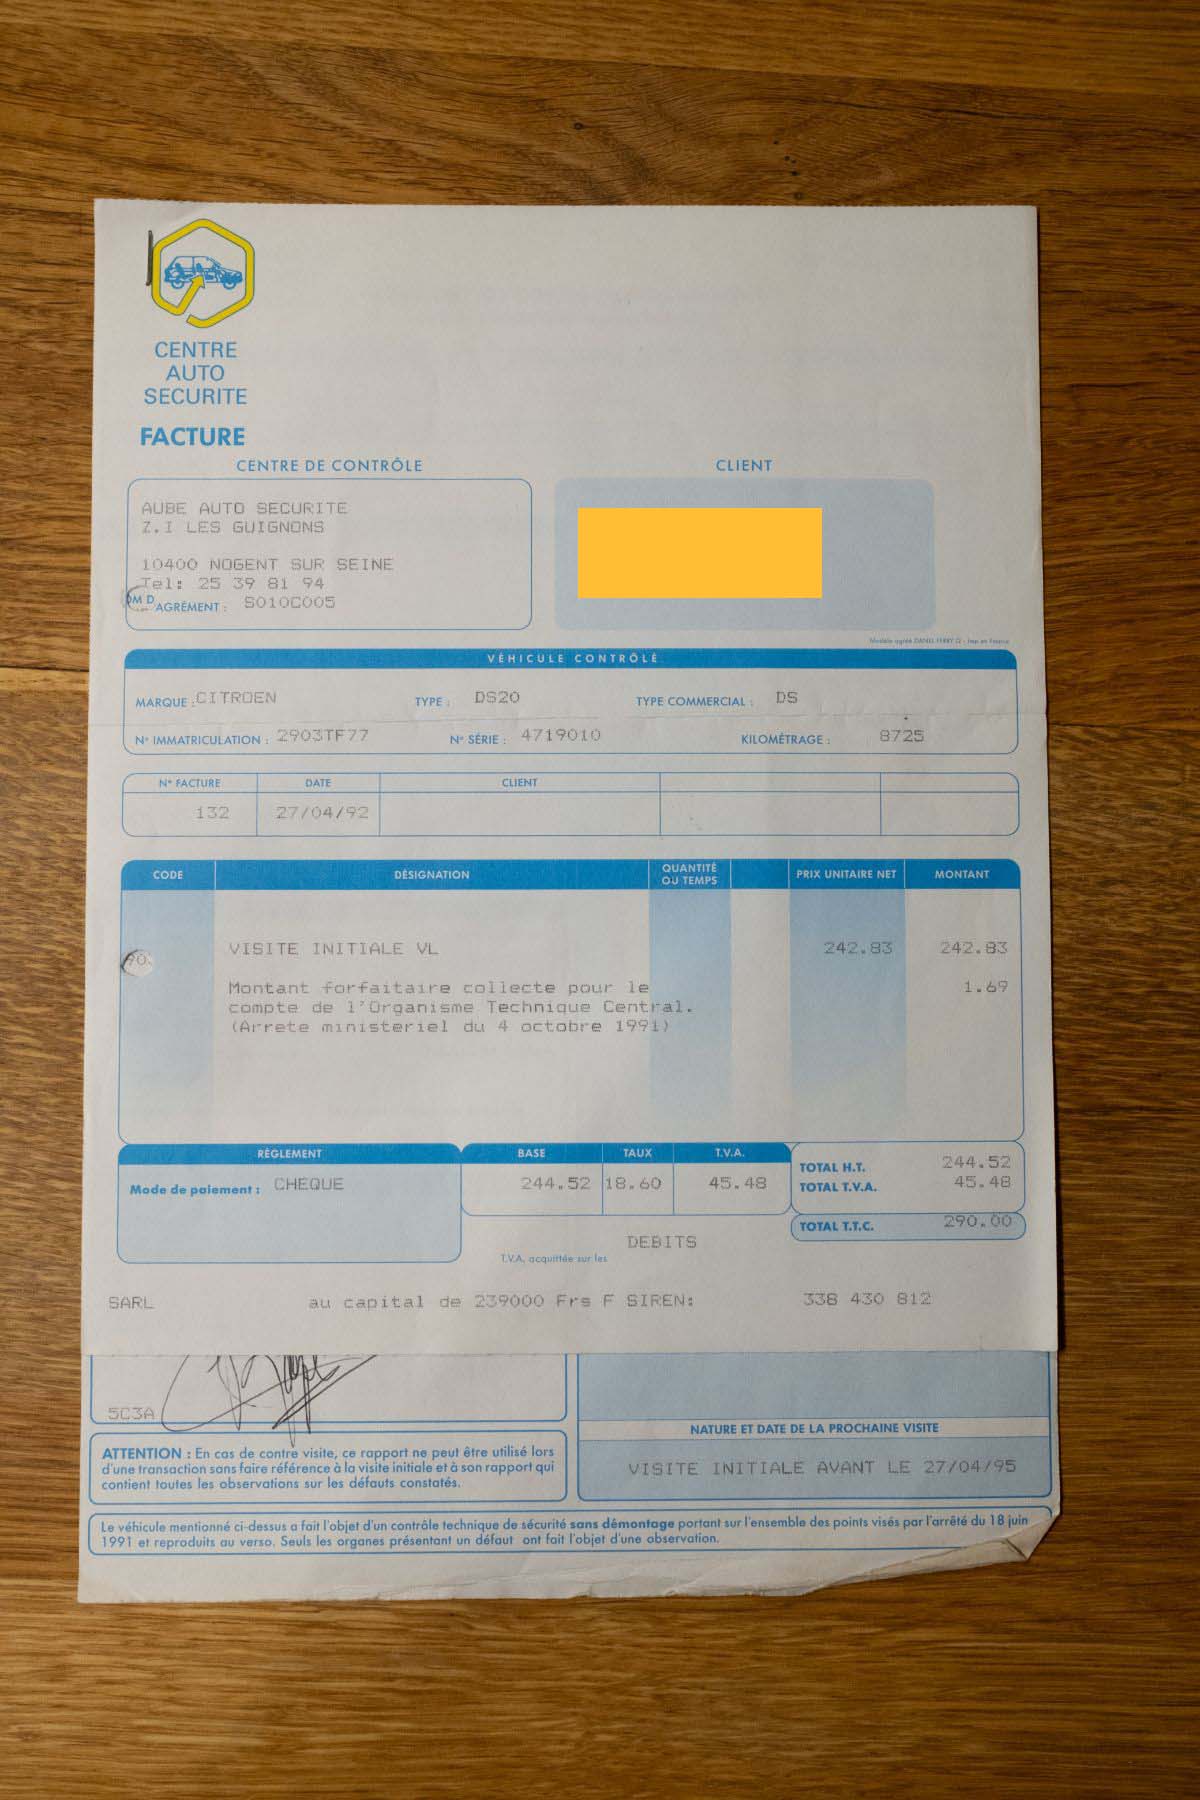 CENTRE
AUTO
SECURITE
FACTURE
CENTRE DE CONTRÔLE
CLIENT
AUBE AUTO SECURITE
Z.I LES GUIGNONS
10400 NOGENT SUR SEINE
Tel: 25 39 81 94
OM D
AGRÉMENT : S010C005
Modèle agréé DANEL FERRY - Imp en France
VÉHICULE CONTRÔLÉ
MARQUE : CITROEN TYPE : DS20 TYPE COMMERCIAL : DS
N° IMMATRICULATION : 2903TF77 N° SÉRIE : 4719010 KILOMÉTRAGE : 8725
N° FACTURE DATE CLIENT
132 27/04/92
CODE DÉSIGNATION QUANTITÉ OU TEMPS PRIX UNITAIRE NET MONTANT
VISITE INITIALE VL 242.83 242.83
Montant forfaitaire collecte pour le 1.69
compte de l'Organisme Technique Central.
(Arrete ministeriel du 4 octobre 1991)
RÈGLEMENT BASE TAUX T.V.A.
Mode de paiement : CHEQUE 244.52 18.60 45.48
TOTAL H.T. 244.52
TOTAL T.V.A. 45.48
TOTAL T.T.C. 290.00
T.V.A. acquittée sur les DEBITS
SARL au capital de 239000 Frs F SIREN: 338 430 812
5C3A
ATTENTION : En cas de contre visite, ce rapport ne peut être utilisé lors
d'une transaction sans faire référence à la visite initiale et à son rapport qui
contient toutes les observations sur les défauts constatés.
NATURE ET DATE DE LA PROCHAINE VISITE
VISITE INITIALE AVANT LE 27/04/95
Le véhicule mentionné ci-dessus a fait l'objet d'un contrôle technique de sécurité sans démontage portant sur l'ensemble des points visés par l'arrêté du 18 juin
1991 et reproduits au verso. Seuls les organes présentant un défaut ont fait l'objet d'une observation.